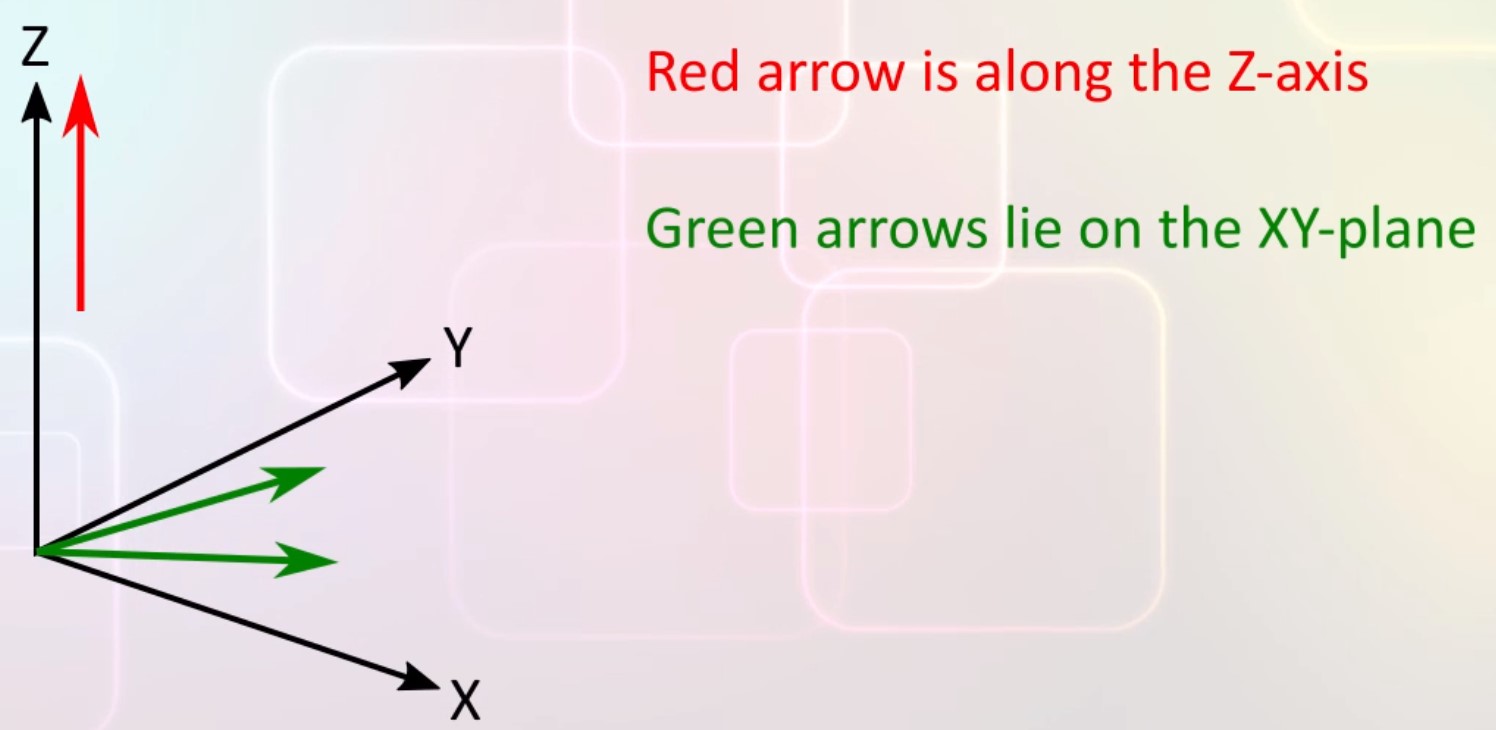 Z
Red arrow is along the Z-axis
Green arrows lie on the XY-plane
Y
X